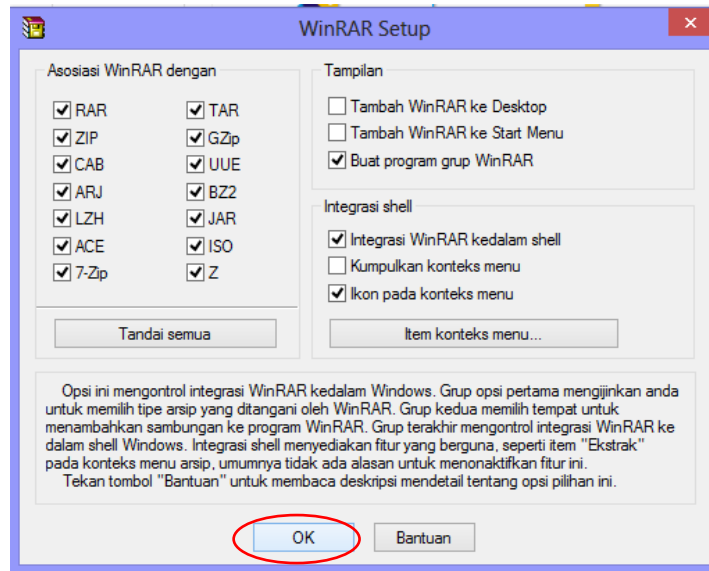 WinRAR Setup
Asosiasi WinRAR dengan
RAR
TAR
ZIP
GZip
CAB
UUE
ARJ
BZ2
LZH
JAR
ACE
ISO
7-Zip
Z
Tandai semua
Tampilan
Tambah WinRAR ke Desktop
Tambah WinRAR ke Start Menu
Buat program grup WinRAR
Integrasi shell
Integrasi WinRAR kedalam shell
Kumpulkan konteks menu
Ikon pada konteks menu
Item konteks menu...
Opsi ini mengontrol integrasi WinRAR kedalam Windows. Grup opsi pertama mengijinkan anda
untuk memilih tipe arsip yang ditangani oleh WinRAR. Grup kedua memilih tempat untuk
menambahkan sambungan ke program WinRAR. Grup terakhir mengontrol integrasi WinRAR ke
dalam shell Windows. Integrasi shell menyediakan fitur yang berguna, seperti item "Ekstrak"
pada konteks menu arsip, umumnya tidak ada alasan untuk menonaktifkan fitur ini.
Tekan tombol "Bantuan" untuk membaca deskripsi mendetail tentang opsi pilihan ini.
OK
Bantuan